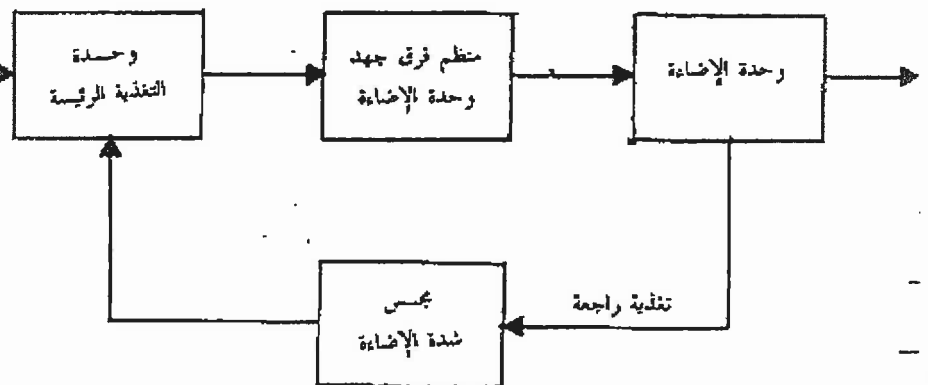 وحدة
التغذية الرئيسة
منظم فرق جهد
وحدة الإضاءة
وحدة الإضاءة
مجس
شدة الإضاءة
تغذية راجعة